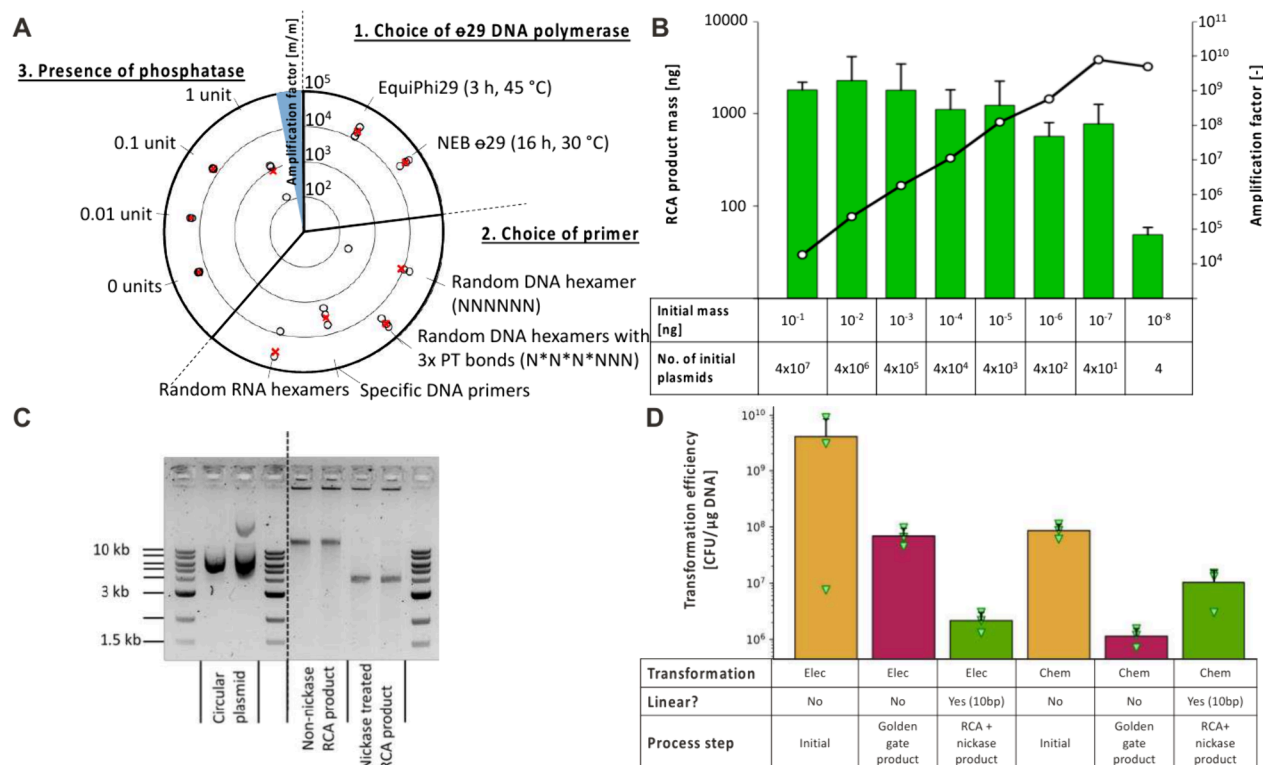 A
1. Choice of ɵ29 DNA polymerase
3. Presence of phosphatase
Amplification factor [m/m]
10⁵
10⁴
10³
10²
1 unit
0.1 unit
0.01 unit
0 units
EquiPhi29 (3 h, 45 °C)
NEB ɵ29 (16 h, 30 °C)
2. Choice of primer
Random DNA hexamer
(NNNNNN)
Random DNA hexamers with
3x PT bonds (N*N*N*NNN)
Random RNA hexamers
Specific DNA primers
B
RCA product mass [ng]
10000
1000
100
Amplification factor [-]
10¹¹
10¹⁰
10⁹
10⁸
10⁷
10⁶
10⁵
10⁴
Initial mass
[ng]
10⁻¹ 10⁻² 10⁻³ 10⁻⁴ 10⁻⁵ 10⁻⁶ 10⁻⁷ 10⁻⁸
No. of initial
plasmids
4x10⁷ 4x10⁶ 4x10⁵ 4x10⁴ 4x10³ 4x10² 4x10¹ 4
C
10 kb
3 kb
1.5 kb
Circular
plasmid
Non-nickase
RCA product
Nickase treated
RCA product
D
Transformation efficiency
[CFU/µg DNA]
10¹⁰
10⁹
10⁸
10⁷
10⁶
Transformation Elec Elec Elec Chem Chem Chem
Linear? No No Yes (10bp) No No Yes (10bp)
Process step Initial Golden gate product RCA + nickase product Initial Golden gate product RCA+ nickase product